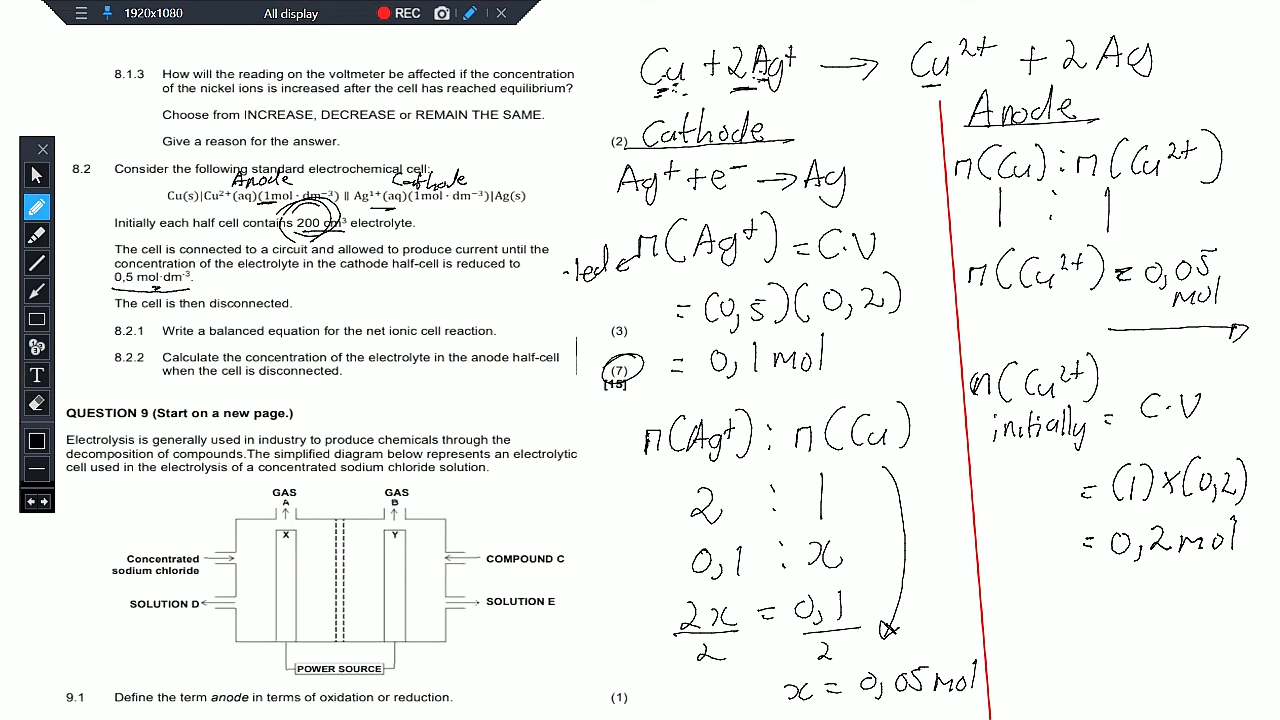 1920x1080 All display REC
8.1.3 How will the reading on the voltmeter be affected if the concentration
of the nickel ions is increased after the cell has reached equilibrium?
Choose from INCREASE, DECREASE or REMAIN THE SAME.
Give a reason for the answer. (2)
8.2 Consider the following standard electrochemical cell:
Anode Cathode
Cu(s)|Cu²⁺(aq)(1mol · dm⁻³) ‖ Ag¹⁺(aq)(1mol · dm⁻³)|Ag(s)
Initially each half cell contains 200 cm³ electrolyte.
The cell is connected to a circuit and allowed to produce current until the
concentration of the electrolyte in the cathode half-cell is reduced to
0,5 mol·dm⁻³.
The cell is then disconnected.
8.2.1 Write a balanced equation for the net ionic cell reaction. (3)
8.2.2 Calculate the concentration of the electrolyte in the anode half-cell
when the cell is disconnected. (7)
[15]
QUESTION 9 (Start on a new page.)
Electrolysis is generally used in industry to produce chemicals through the
decomposition of compounds.The simplified diagram below represents an electrolytic
cell used in the electrolysis of a concentrated sodium chloride solution.
GAS
A
GAS
B
X
Y
Concentrated
sodium chloride
COMPOUND C
SOLUTION D
SOLUTION E
POWER SOURCE
9.1 Define the term anode in terms of oxidation or reduction. (1)
T
Cu + 2Ag⁺ → Cu²⁺ + 2Ag
Cathode
Ag⁺ + e⁻ → Ag
n(Ag⁺) = C·V
= (0,5)(0,2)
= 0,1 mol
n(Ag⁺) : n(Cu)
2 : 1
0,1 : x
2x = 0,1
2 2
x = 0,05 mol
Anode
n(Cu) : n(Cu²⁺)
1 : 1
n(Cu²⁺) = 0,05
mol
n(Cu²⁺)
initially = C·V
= (1)×(0,2)
= 0,2 mol